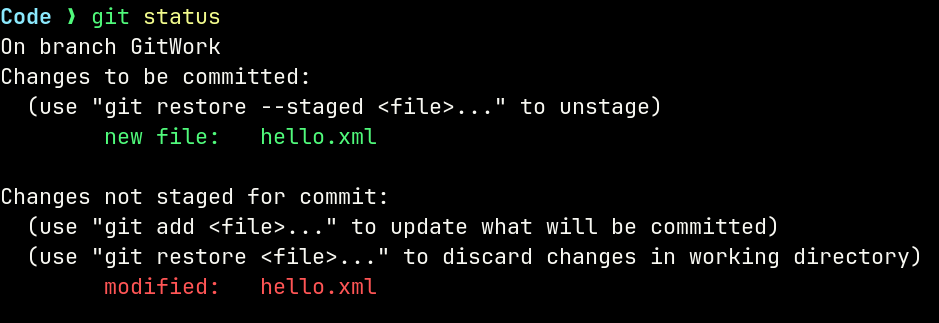 Code ❱ git status
On branch GitWork
Changes to be committed:
  (use "git restore --staged <file>..." to unstage)
        new file:   hello.xml

Changes not staged for commit:
  (use "git add <file>..." to update what will be committed)
  (use "git restore <file>..." to discard changes in working directory)
        modified:   hello.xml